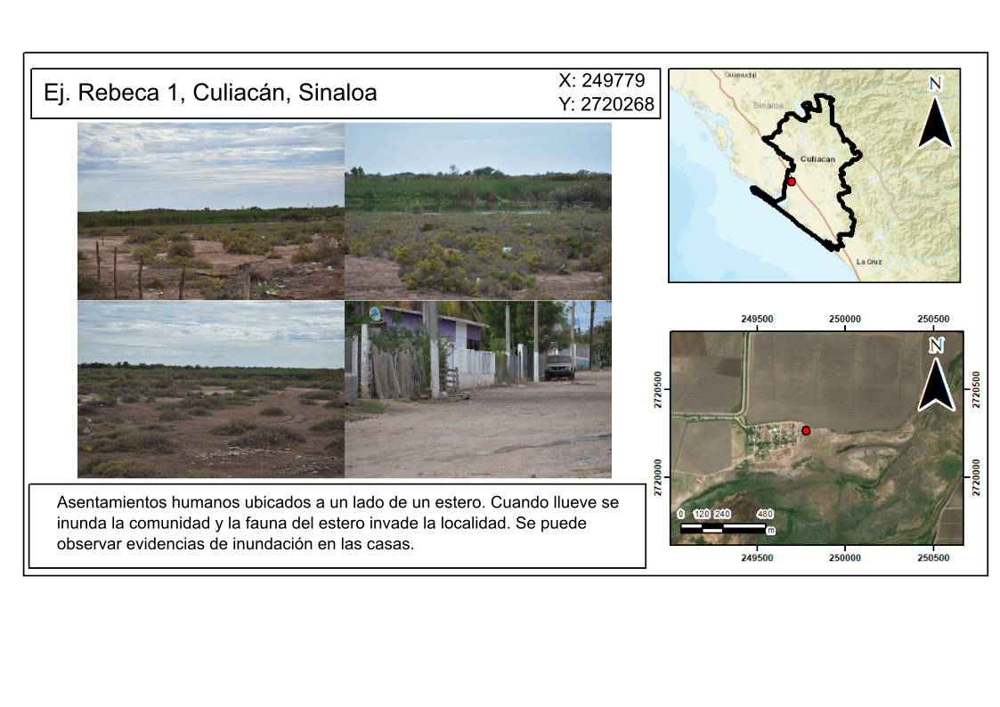 Ej. Rebeca 1, Culiacán, Sinaloa
X: 249779
Y: 2720268
Guamuchil
Sinaloa
Culiacan
La Cruz
N
Asentamientos humanos ubicados a un lado de un estero. Cuando llueve se
inunda la comunidad y la fauna del estero invade la localidad. Se puede
observar evidencias de inundación en las casas.
249500 250000 250500
N
2720500 2720500
2720000 2720000
0 120 240 480
m
249500 250000 250500